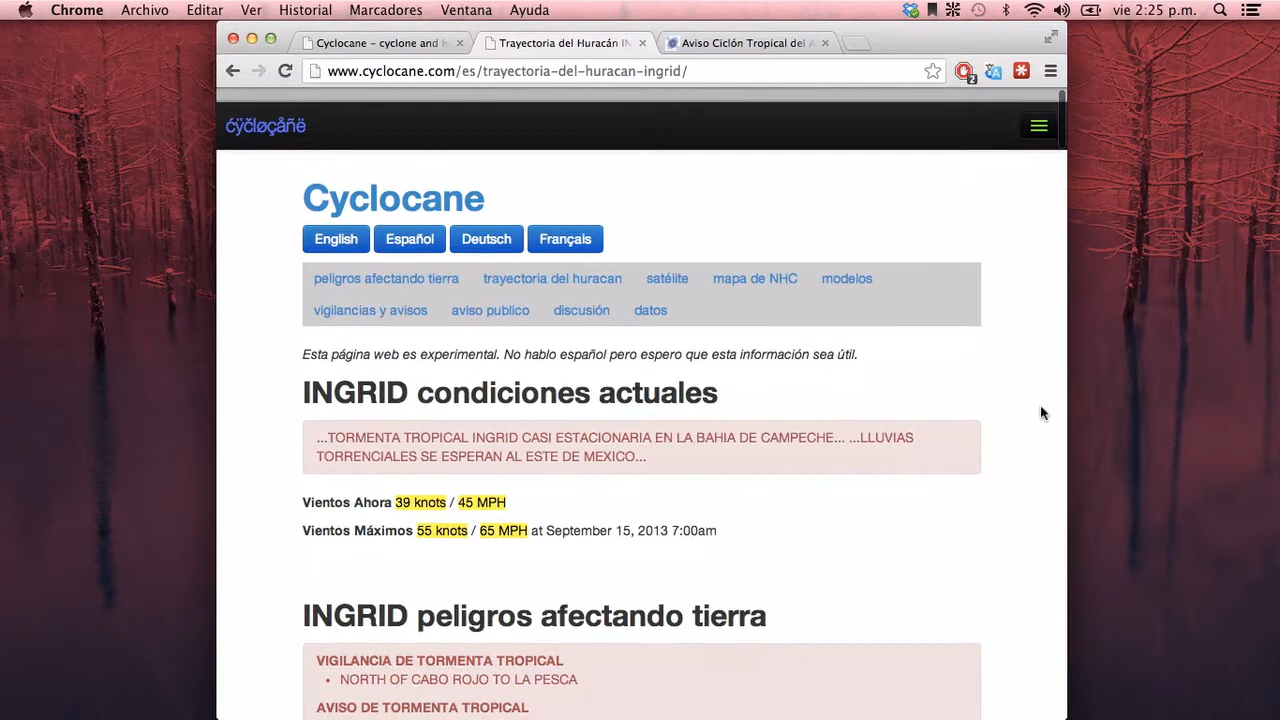 Chrome Archivo Editar Ver Historial Marcadores Ventana Ayuda vie 2:25 p.m.
Cyclocane – cyclone and h Trayectoria del Huracán IN Aviso Ciclón Tropical del A
www.cyclocane.com/es/trayectoria-del-huracan-ingrid/
2
ćÿčløçåñë
Cyclocane
English Español Deutsch Français
peligros afectando tierra trayectoria del huracan satélite mapa de NHC modelos
vigilancias y avisos aviso publico discusión datos
Esta página web es experimental. No hablo español pero espero que esta información sea útil.
INGRID condiciones actuales
...TORMENTA TROPICAL INGRID CASI ESTACIONARIA EN LA BAHIA DE CAMPECHE... ...LLUVIAS
TORRENCIALES SE ESPERAN AL ESTE DE MEXICO...
Vientos Ahora 39 knots / 45 MPH
Vientos Máximos 55 knots / 65 MPH at September 15, 2013 7:00am
INGRID peligros afectando tierra
VIGILANCIA DE TORMENTA TROPICAL
• NORTH OF CABO ROJO TO LA PESCA
AVISO DE TORMENTA TROPICAL